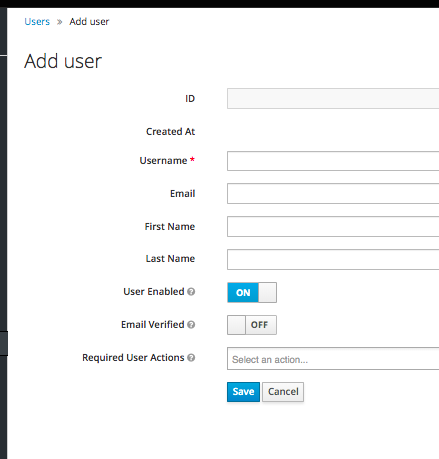 Users » Add user
Add user
ID
Created At
Username *
Email
First Name
Last Name
User Enabled ON
Email Verified OFF
Required User Actions Select an action...
Save Cancel